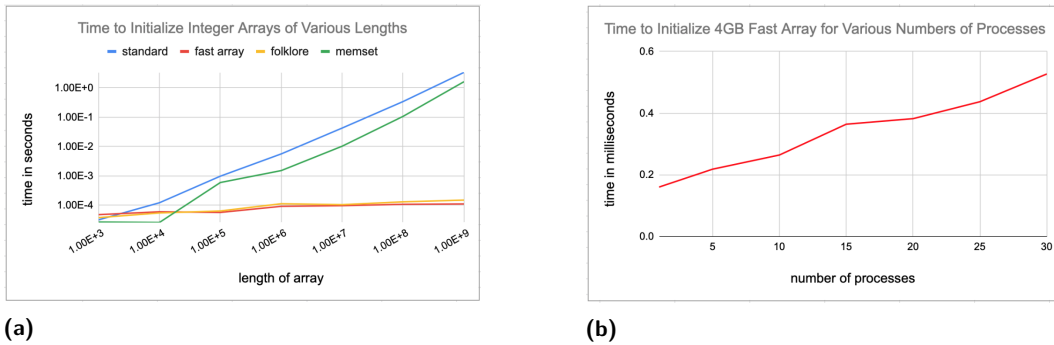 Time to Initialize Integer Arrays of Various Lengths
standard fast array folklore memset
1.00E+0
1.00E-1
1.00E-2
1.00E-3
1.00E-4
time in seconds
1.00E+3 1.00E+4 1.00E+5 1.00E+6 1.00E+7 1.00E+8 1.00E+9
length of array
(a)
Time to Initialize 4GB Fast Array for Various Numbers of Processes
0.6
0.4
0.2
0.0
time in milliseconds
5 10 15 20 25 30
number of processes
(b)